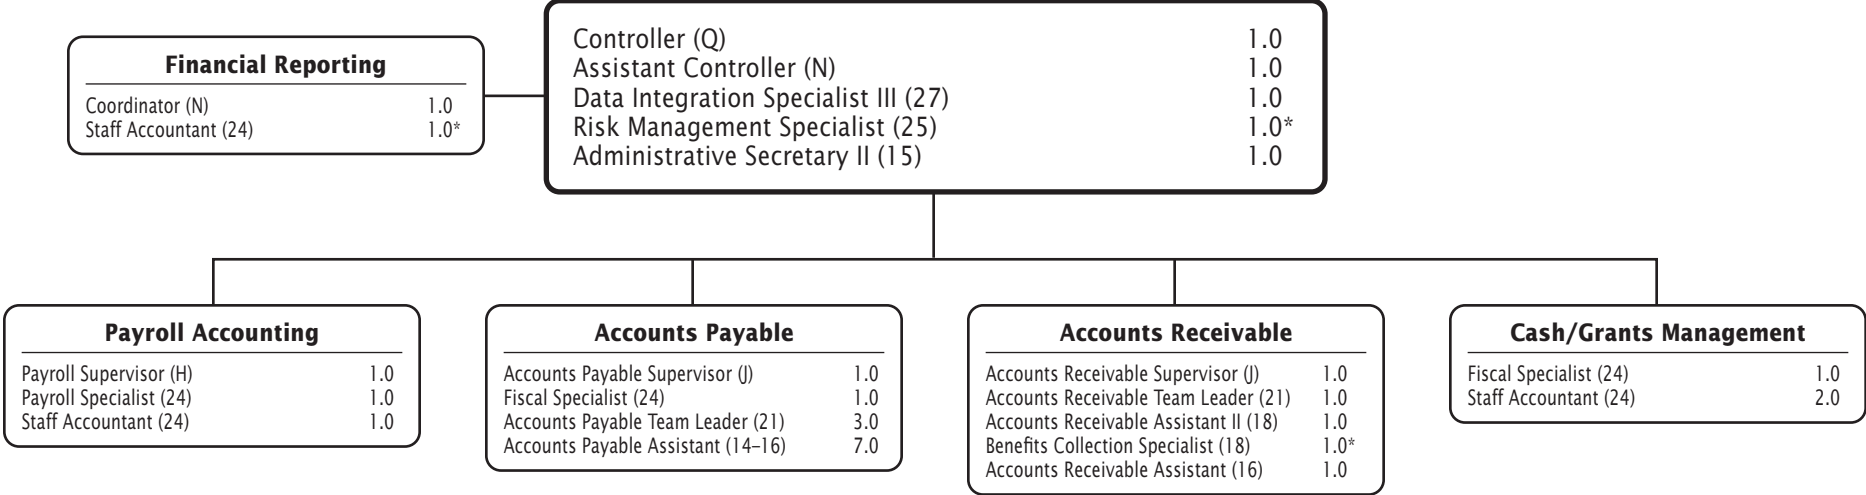 Controller (Q) 1.0
Assistant Controller (N) 1.0
Data Integration Specialist III (27) 1.0
Risk Management Specialist (25) 1.0*
Administrative Secretary II (15) 1.0
Financial Reporting
Coordinator (N) 1.0
Staff Accountant (24) 1.0*
Payroll Accounting
Payroll Supervisor (H) 1.0
Payroll Specialist (24) 1.0
Staff Accountant (24) 1.0
Accounts Payable
Accounts Payable Supervisor (J) 1.0
Fiscal Specialist (24) 1.0
Accounts Payable Team Leader (21) 3.0
Accounts Payable Assistant (14–16) 7.0
Accounts Receivable
Accounts Receivable Supervisor (J) 1.0
Accounts Receivable Team Leader (21) 1.0
Accounts Receivable Assistant II (18) 1.0
Benefits Collection Specialist (18) 1.0*
Accounts Receivable Assistant (16) 1.0
Cash/Grants Management
Fiscal Specialist (24) 1.0
Staff Accountant (24) 2.0